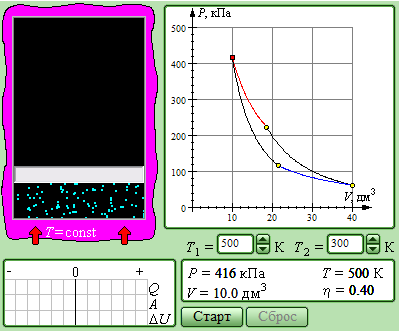 P, кПа
500
400
300
200
100
0
10
20
30
40
V, дм³
T = const
T₁ = 500 К T₂ = 300 К
- 0 +
Q
A
ΔU
P = 416 кПа T = 500 К
V = 10.0 дм³ η = 0.40
Старт Сброс